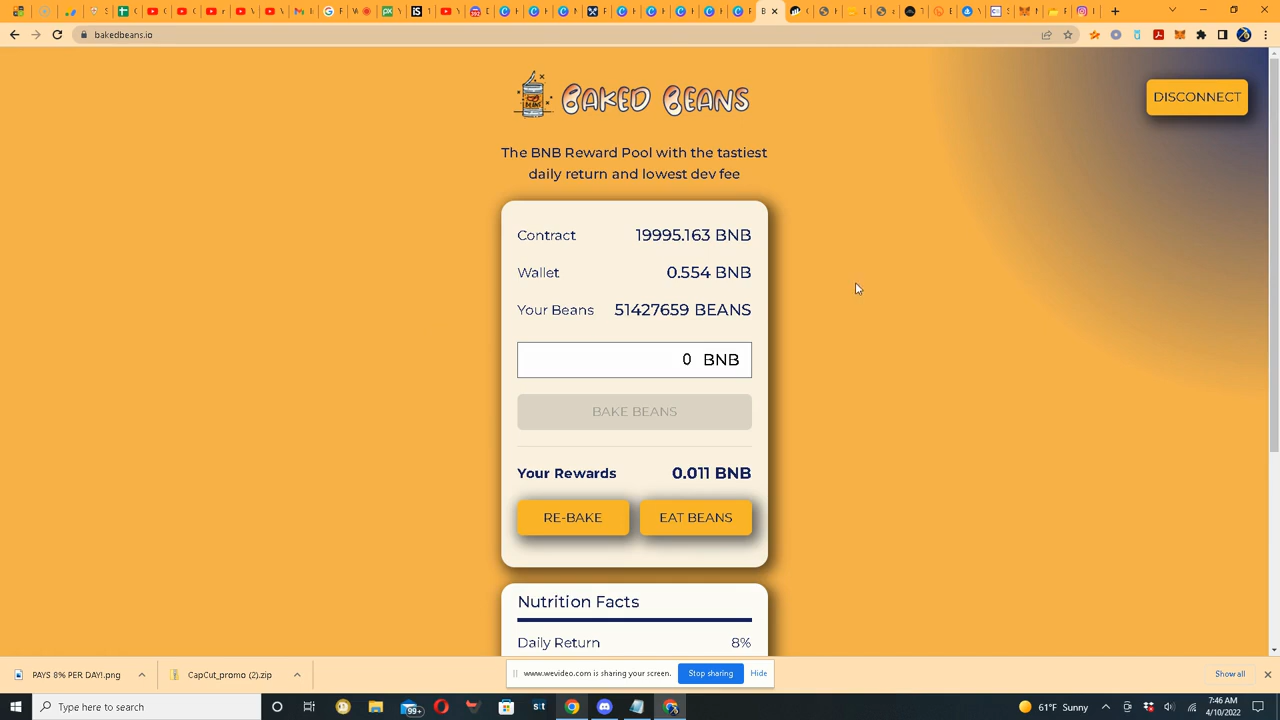 bakedbeans.io
BAKED BEANS
DISCONNECT
The BNB Reward Pool with the tastiest
daily return and lowest dev fee
Contract 19995.163 BNB
Wallet 0.554 BNB
Your Beans 51427659 BEANS
0 BNB
BAKE BEANS
Your Rewards 0.011 BNB
RE-BAKE EAT BEANS
Nutrition Facts
Daily Return 8%
PAYS 8% PER DAY!.png
CapCut_promo (2).zip
www.wevideo.com is sharing your screen. Stop sharing Hide
Show all
Type here to search
99+
61°F Sunny
7:46 AM
4/10/2022